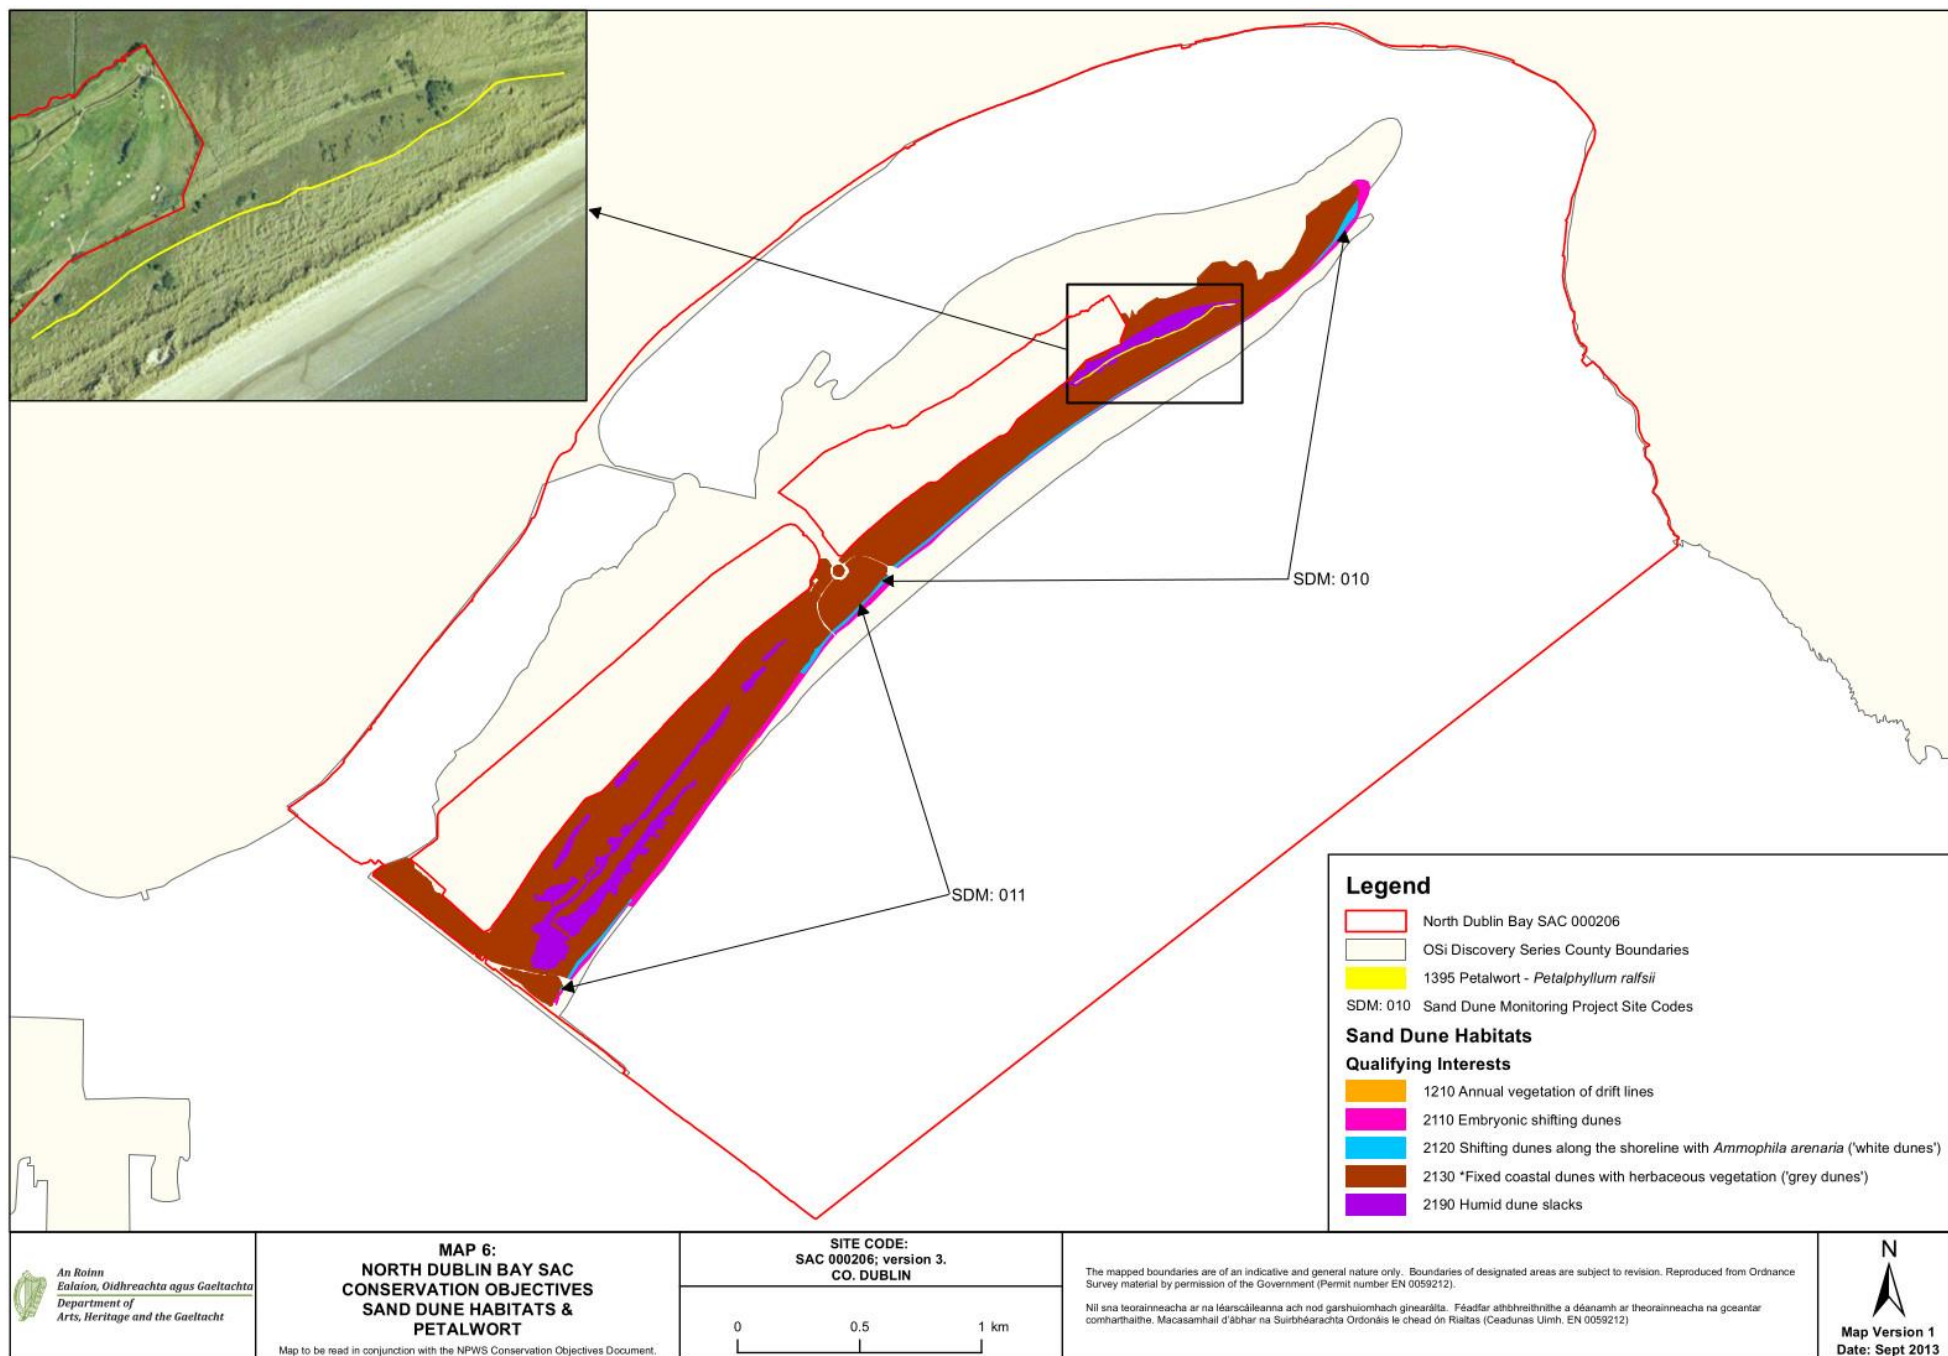 SDM: 010
SDM: 011
Legend
North Dublin Bay SAC 000206
OSi Discovery Series County Boundaries
1395 Petalwort - Petalphyllum ralfsii
SDM: 010 Sand Dune Monitoring Project Site Codes
Sand Dune Habitats
Qualifying Interests
1210 Annual vegetation of drift lines
2110 Embryonic shifting dunes
2120 Shifting dunes along the shoreline with Ammophila arenaria ('white dunes')
2130 *Fixed coastal dunes with herbaceous vegetation ('grey dunes')
2190 Humid dune slacks
An Roinn
Ealaíon, Oidhreachta agus Gaeltachta
Department of
Arts, Heritage and the Gaeltacht
MAP 6:
NORTH DUBLIN BAY SAC
CONSERVATION OBJECTIVES
SAND DUNE HABITATS &
PETALWORT
Map to be read in conjunction with the NPWS Conservation Objectives Document.
SITE CODE:
SAC 000206; version 3.
CO. DUBLIN
0 0.5 1 km
The mapped boundaries are of an indicative and general nature only. Boundaries of designated areas are subject to revision. Reproduced from Ordnance
Survey material by permission of the Government (Permit number EN 0059212).
Níl sna teorainneacha ar na léarscáileanna ach nod garshuiomhach ginearálta. Féadfar athbhreithnithe a déanamh ar theorainneacha na gceantar
comharthaithe. Macasamhail d'ábhar na Suirbhéarachta Ordonáis le chead ón Rialtas (Ceadunas Uimh. EN 0059212)
N
Map Version 1
Date: Sept 2013